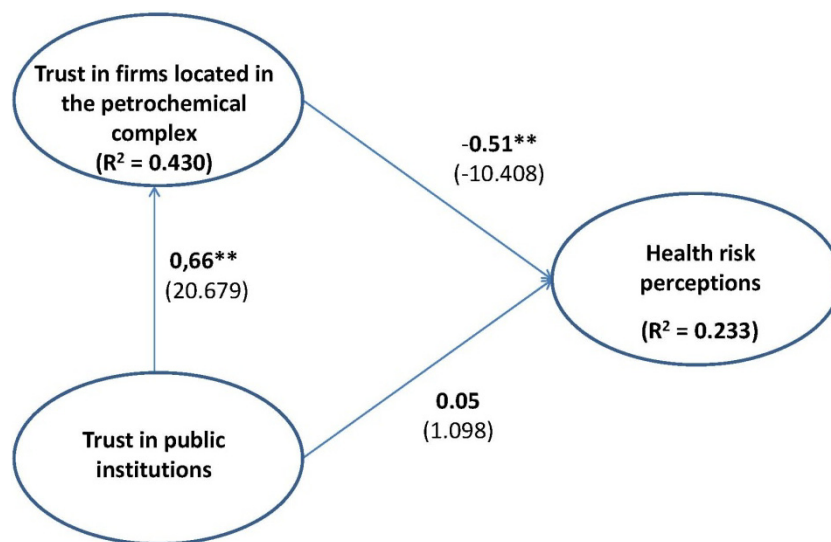 Trust in firms located in
the petrochemical
complex
(R² = 0.430)
-0.51**
(-10.408)
Health risk
perceptions
(R² = 0.233)
0,66**
(20.679)
0.05
(1.098)
Trust in public
institutions